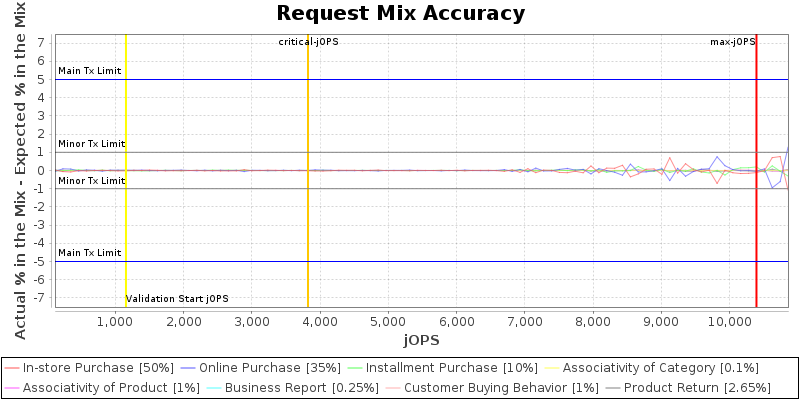 Request Mix Accuracy
Actual % in the Mix - Expected % in the Mix
7
6
5
4
3
2
1
0
-1
-2
-3
-4
-5
-6
-7
critical-jOPS
max-jOPS
Main Tx Limit
Minor Tx Limit
Minor Tx Limit
Main Tx Limit
Validation Start jOPS
1,000 2,000 3,000 4,000 5,000 6,000 7,000 8,000 9,000 10,000
jOPS
In-store Purchase [50%] Online Purchase [35%] Installment Purchase [10%] Associativity of Category [0.1%]
Associativity of Product [1%] Business Report [0.25%] Customer Buying Behavior [1%] Product Return [2.65%]